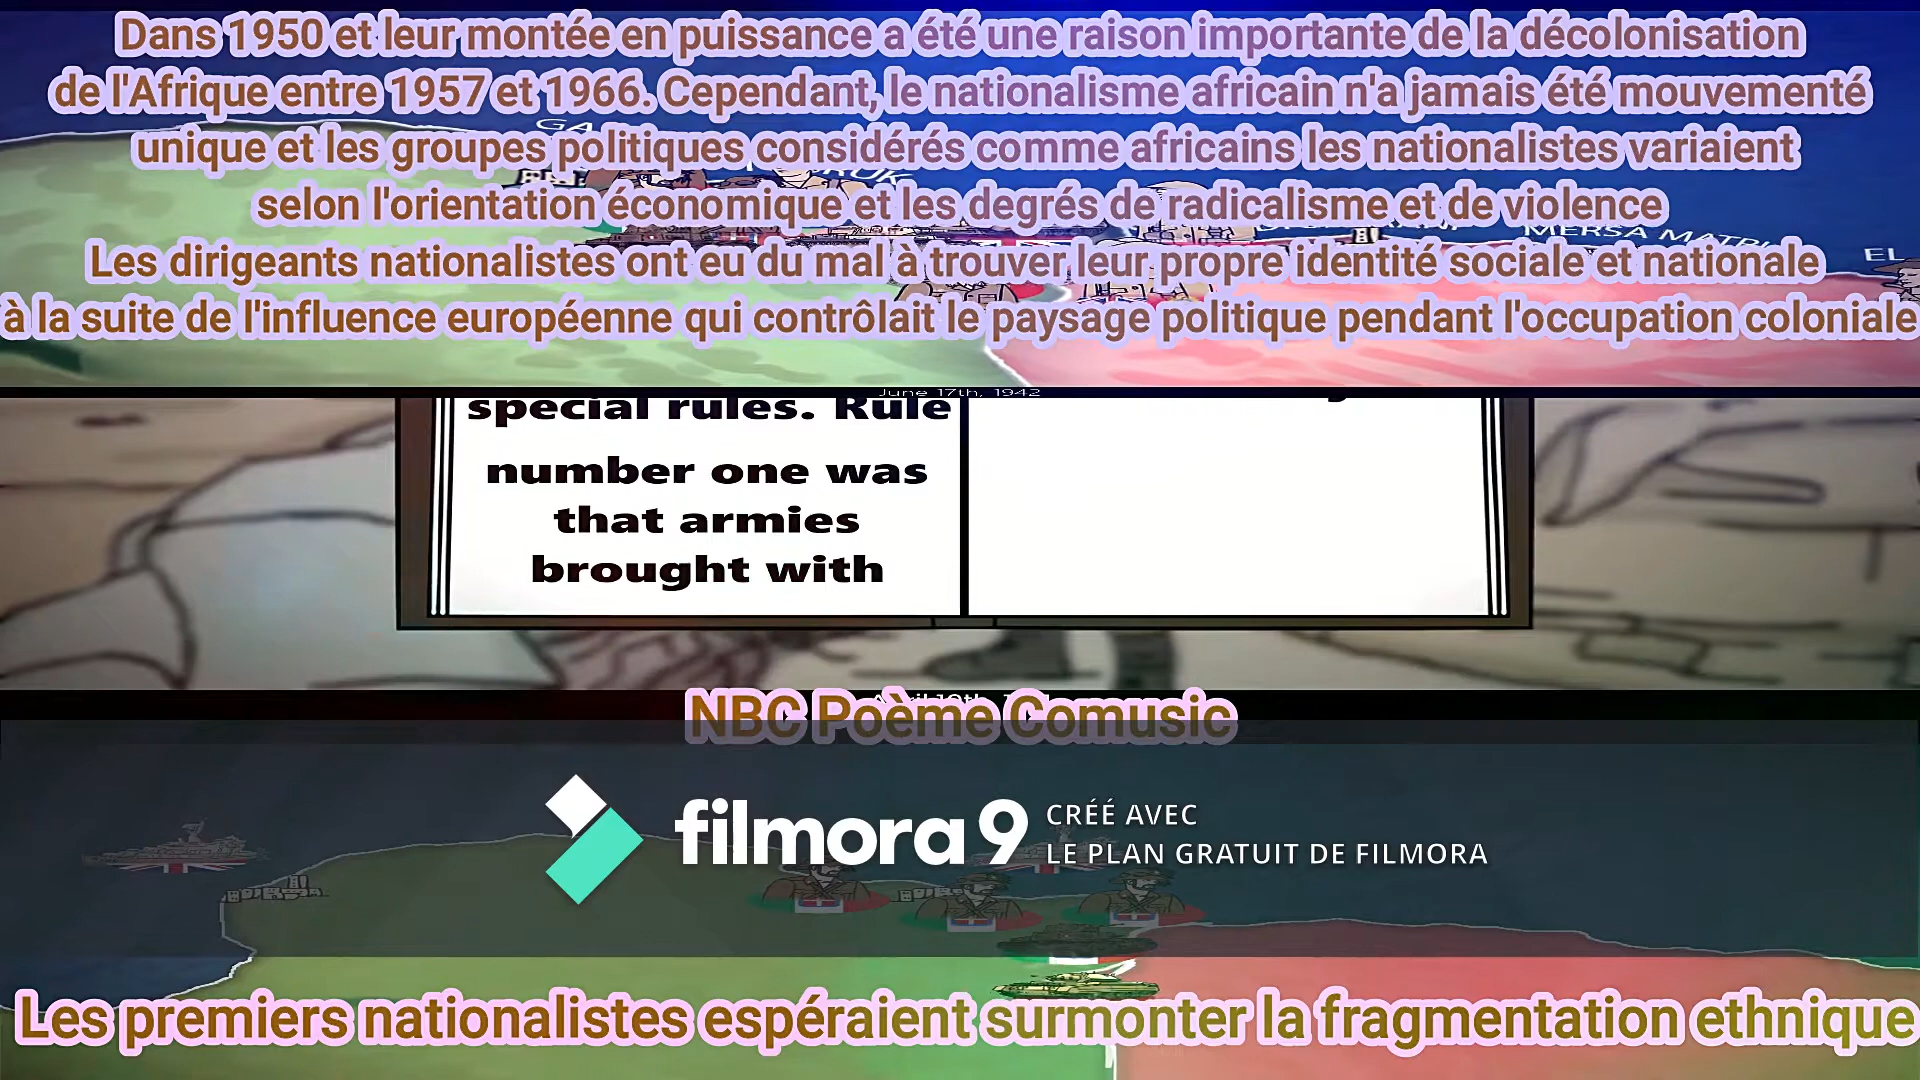 Dans 1950 et leur montée en puissance a été une raison importante de la décolonisation
de l'Afrique entre 1957 et 1966. Cependant, le nationalisme africain n'a jamais été mouvementé
unique et les groupes politiques considérés comme africains les nationalistes variaient
selon l'orientation économique et les degrés de radicalisme et de violence
MERSA
EL
Les dirigeants nationalistes ont eu du mal à trouver leur propre identité sociale et nationale
à la suite de l'influence européenne qui contrôlait le paysage politique pendant l'occupation coloniale
June 17th, 1942
special rules. Rule
number one was
that armies
brought with
NBC Poème Comusic
filmora 9
CRÉÉ AVEC
LE PLAN GRATUIT DE FILMORA
Les premiers nationalistes espéraient surmonter la fragmentation ethnique